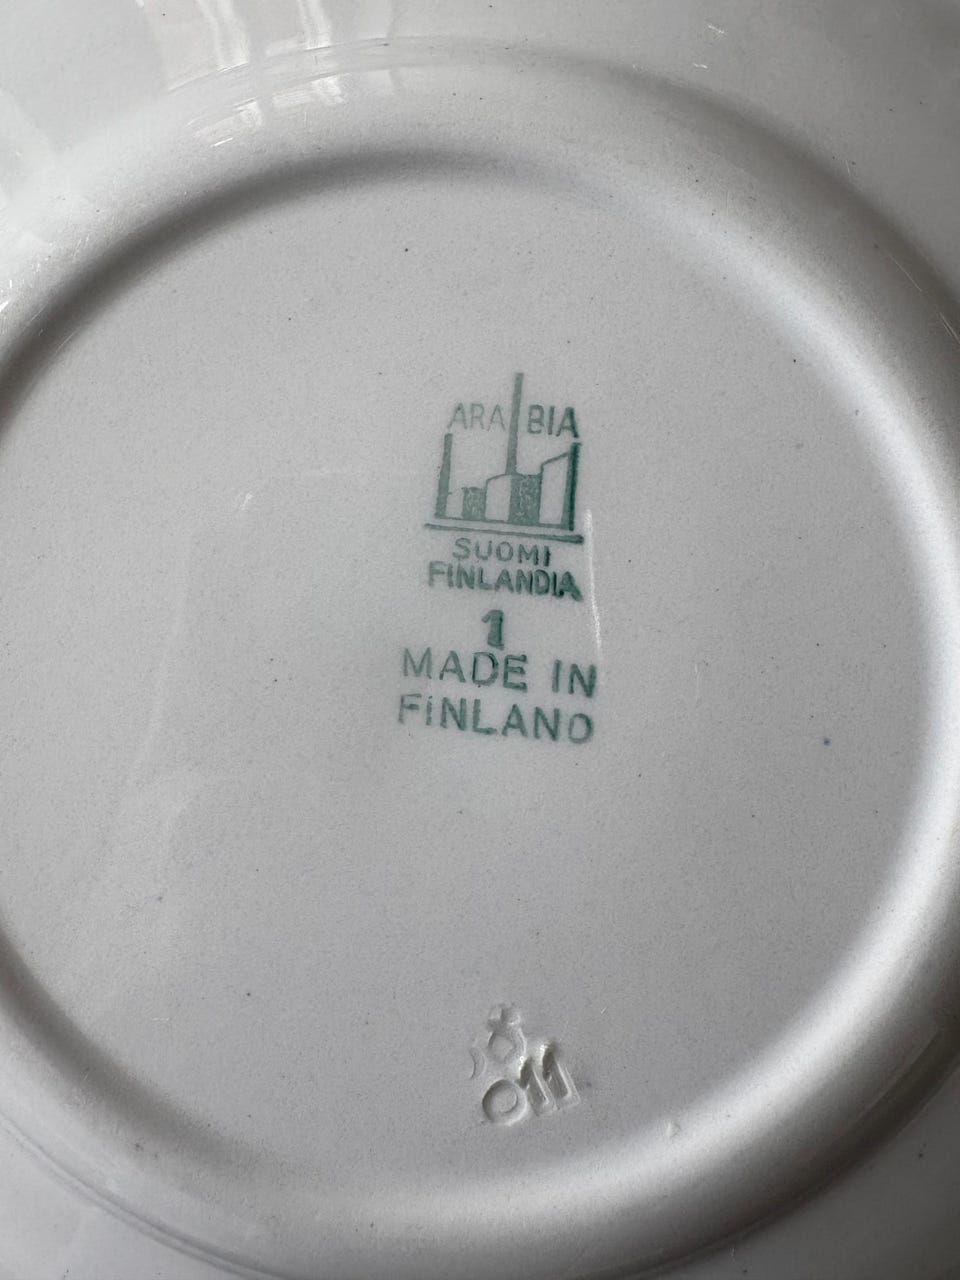 ARABIA
SUOMI
FINLANDIA
1
MADE IN
FINLAND
011